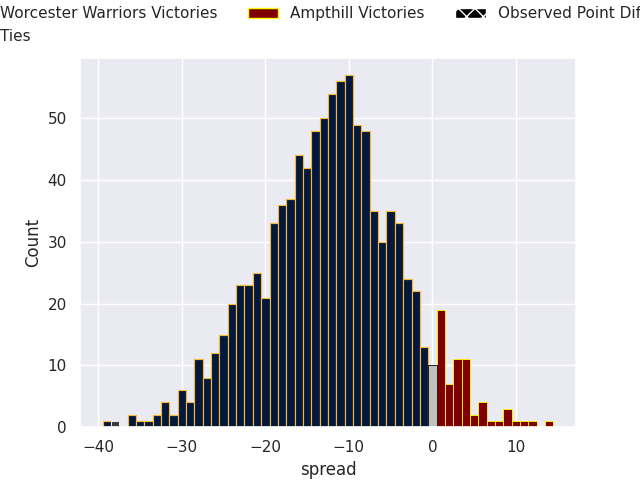 Worcester Warriors Victories Ampthill Victories Observed Point Dif
Ties
50
40
30
20
10
0
Count
−40 −30 −20 −10 0 10
spread